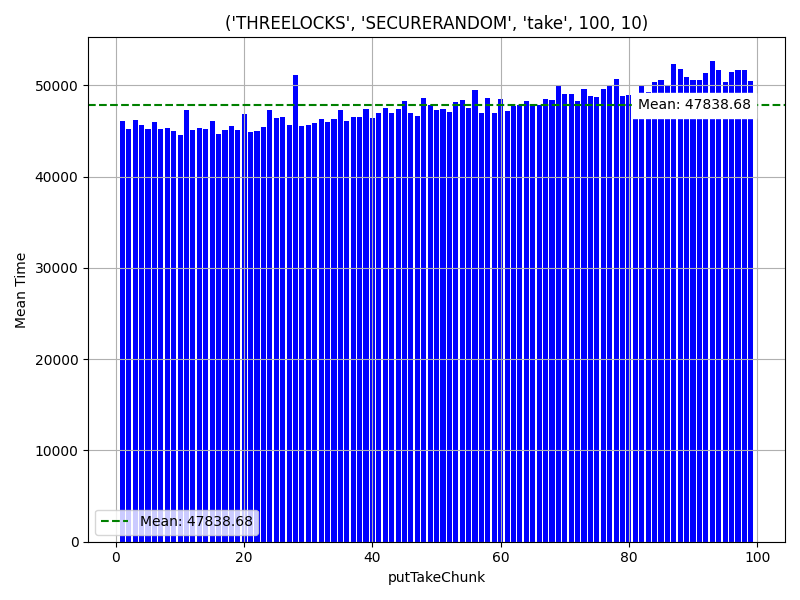 ('THREELOCKS', 'SECURERANDOM', 'take', 100, 10)
50000
40000
30000
20000
10000
0
Mean Time
Mean: 47838.68
Mean: 47838.68
0 20 40 60 80 100
putTakeChunk